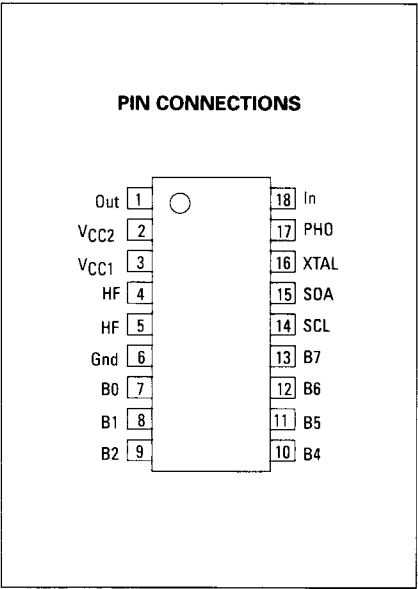 PIN CONNECTIONS
Out 1 18 In
VCC2 2 17 PHO
VCC1 3 16 XTAL
HF 4 15 SDA
HF 5 14 SCL
Gnd 6 13 B7
B0 7 12 B6
B1 8 11 B5
B2 9 10 B4